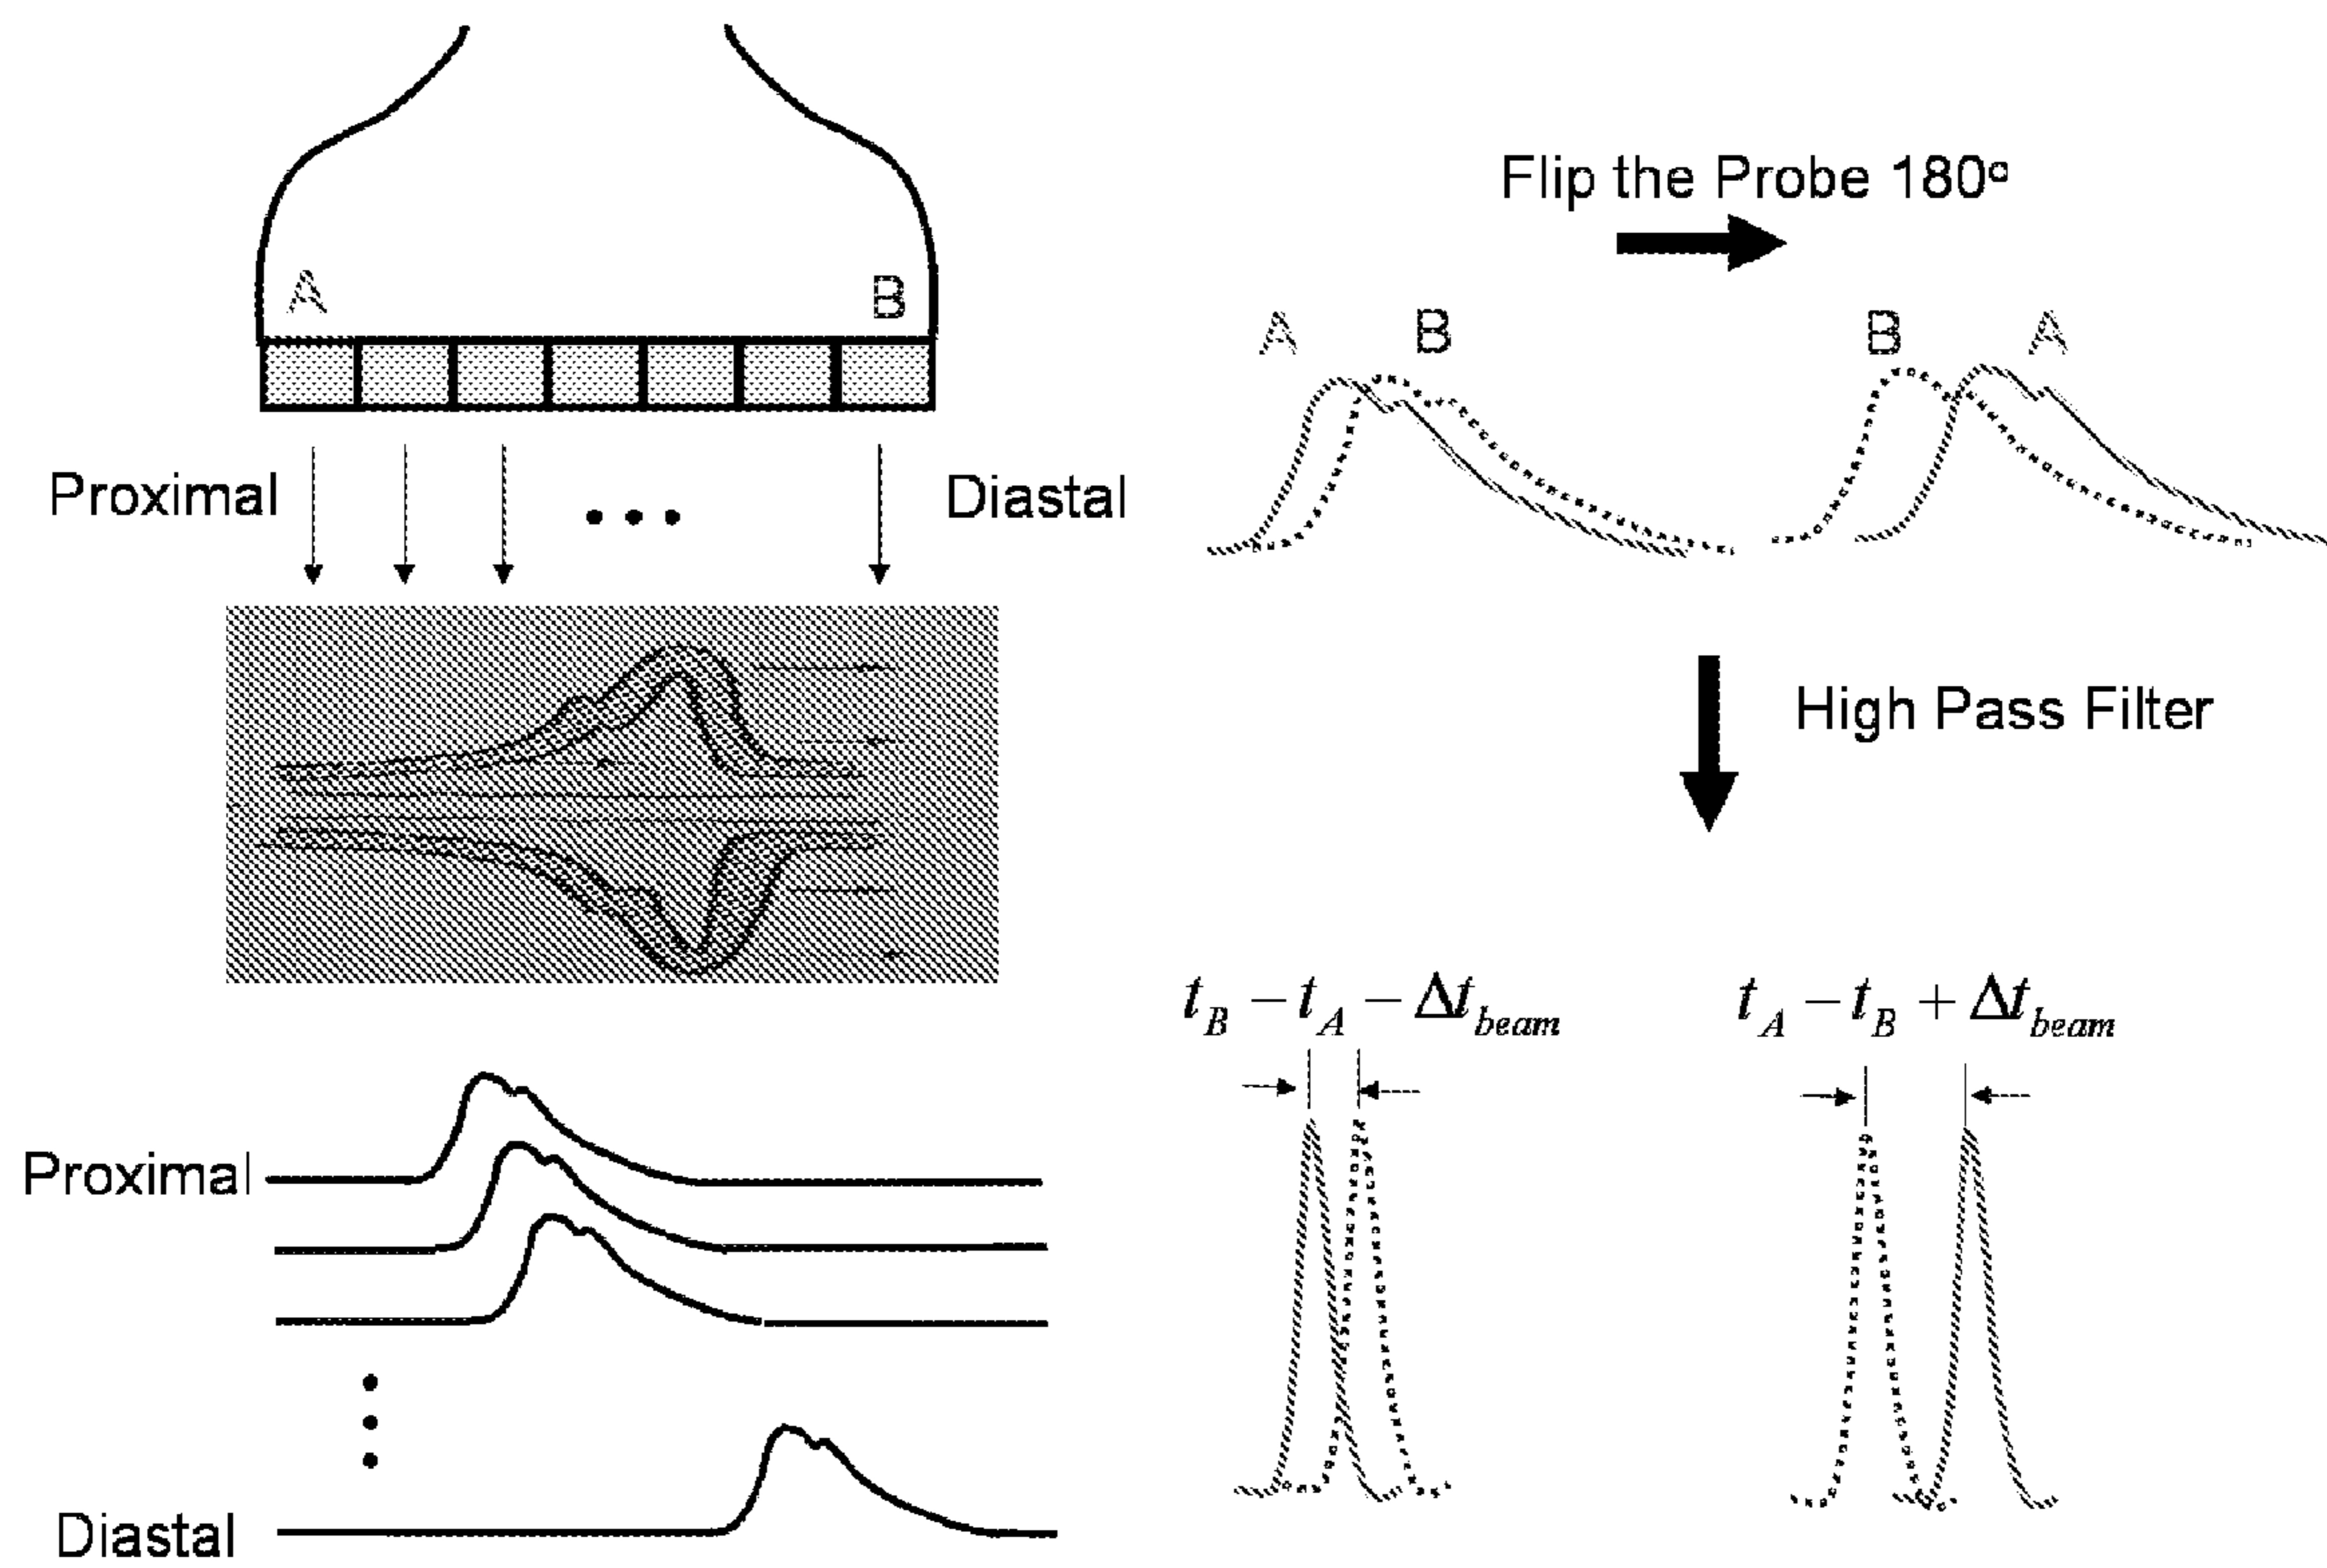 Flip the Probe 180°
A B
A B B A
Proximal Diastal
High Pass Filter
t_B − t_A − Δt_beam
t_A − t_B + Δt_beam
Proximal
Diastal